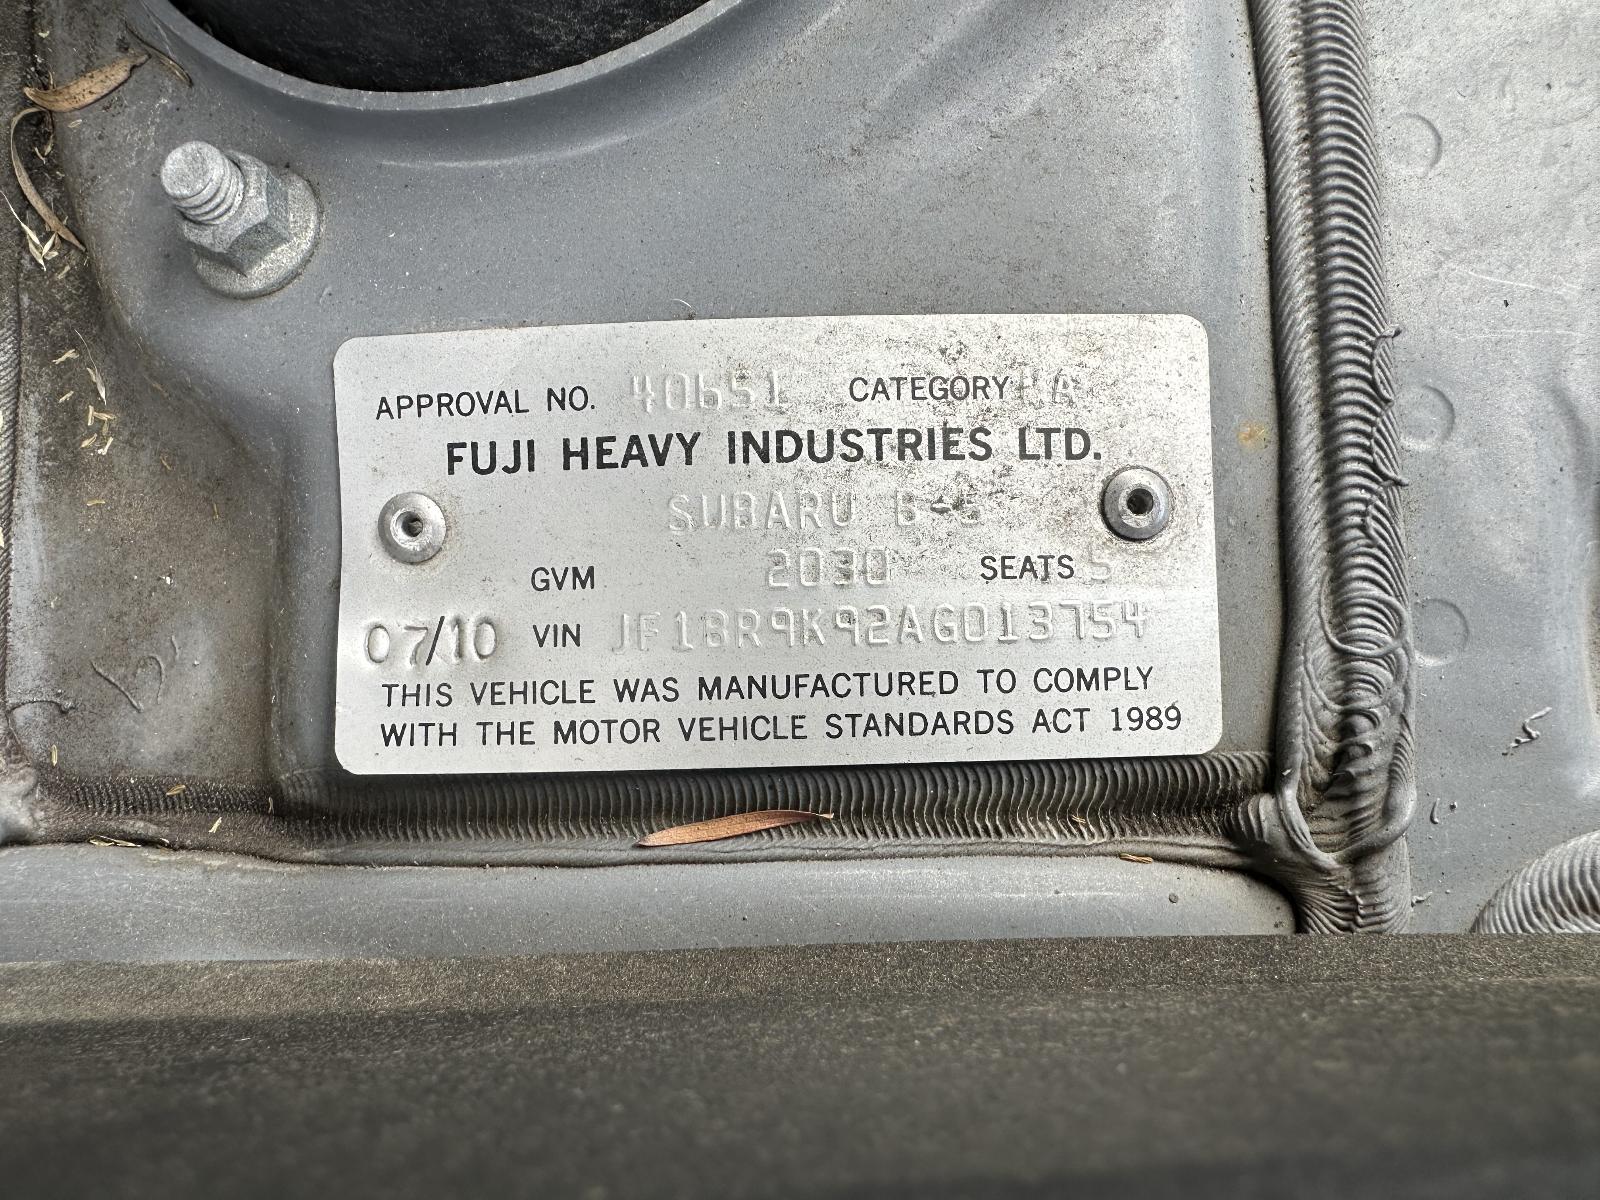 APPROVAL NO. 40651 CATEGORY MA
FUJI HEAVY INDUSTRIES LTD.
SUBARU
GVM 2030 SEATS 5
07/10 VIN JF1BR9K92AG013754
THIS VEHICLE WAS MANUFACTURED TO COMPLY
WITH THE MOTOR VEHICLE STANDARDS ACT 1989